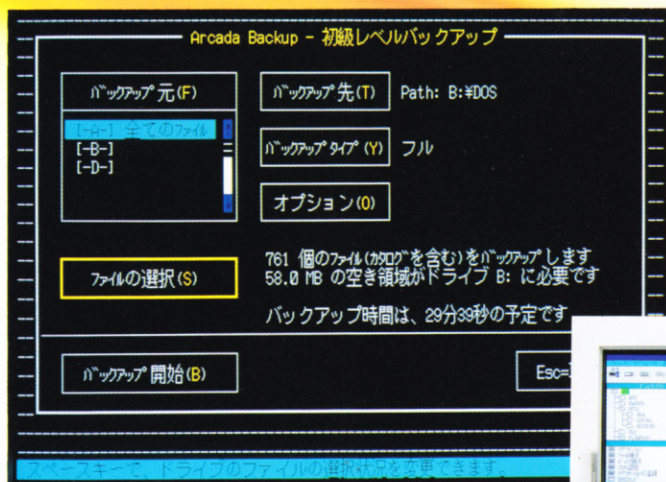 Arcada Backup - 初級レベルバックアップ
ﾊﾞｯｸｱｯﾌﾟ元(F)
ﾊﾞｯｸｱｯﾌﾟ先(T) Path: B:¥DOS
[-A-] 全てのﾌｧｲﾙ
[-B-]
[-D-]
ﾊﾞｯｸｱｯﾌﾟﾀｲﾌﾟ(Y) フル
オプション(O)
ﾌｧｲﾙの選択(S)
761 個のﾌｧｲﾙ(ｶﾀﾛｸﾞを含む)をﾊﾞｯｸｱｯﾌﾟします
58.0 MB の空き領域がドライブ B: に必要です
バックアップ時間は、29分39秒の予定です
ﾊﾞｯｸｱｯﾌﾟ開始(B)
Esc=
スペースキーで、ドライブのファイルの選択状況を変更できます。